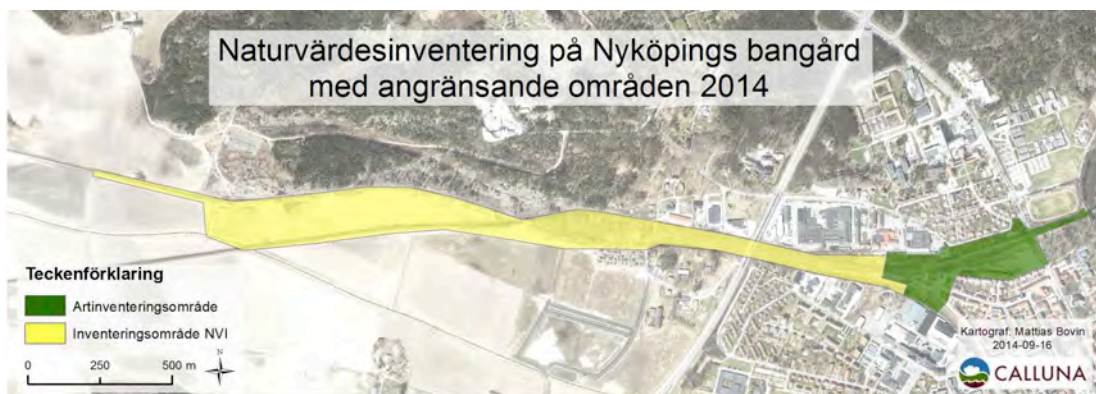 Naturvärdesinventering på Nyköpings bangård
med angränsande områden 2014
Teckenförklaring
Artinventeringsområde
Inventeringsområde NVI
0 250 500 m
N
Kartograf: Mattias Bovin
2014-09-16
CALLUNA